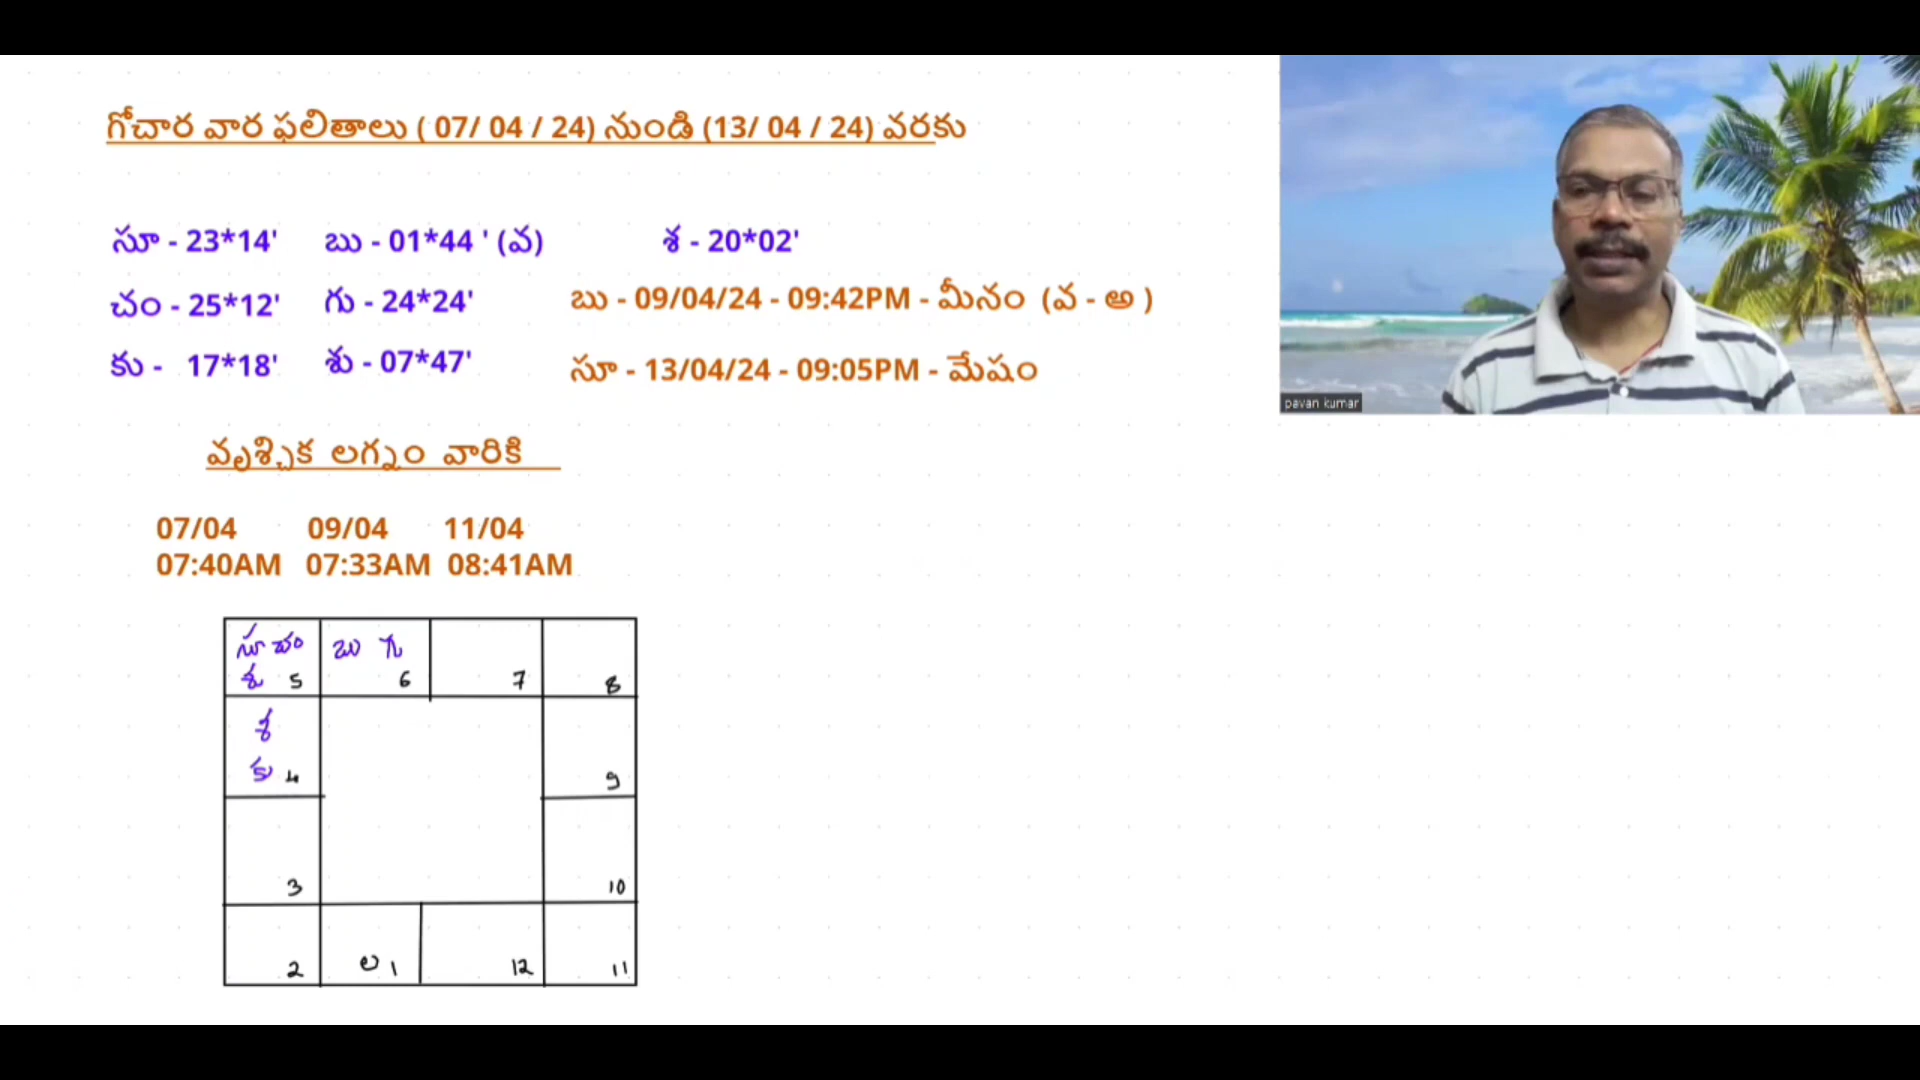 గోచార వార ఫలితాలు ( 07/ 04 / 24) నుండి (13/ 04 / 24) వరకు
సూ - 23*14' బు - 01*44 ' (వ) శ - 20*02'
చం - 25*12' గు - 24*24' బు - 09/04/24 - 09:42PM - మీనం (వ - అ )
కు - 17*18' శు - 07*47' సూ - 13/04/24 - 09:05PM - మేషం
pavan kumar
వృశ్చిక లగ్నం వారికి
07/04 09/04 11/04
07:40AM 07:33AM 08:41AM
సూ చం బు గు
శు 5 6 7 8
శ
కు 4 9
3 10
2 ల 1 12 11